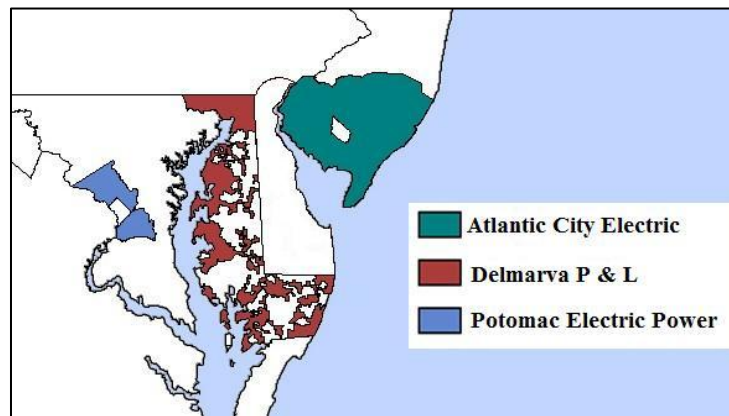 Atlantic City Electric
Delmarva P & L
Potomac Electric Power